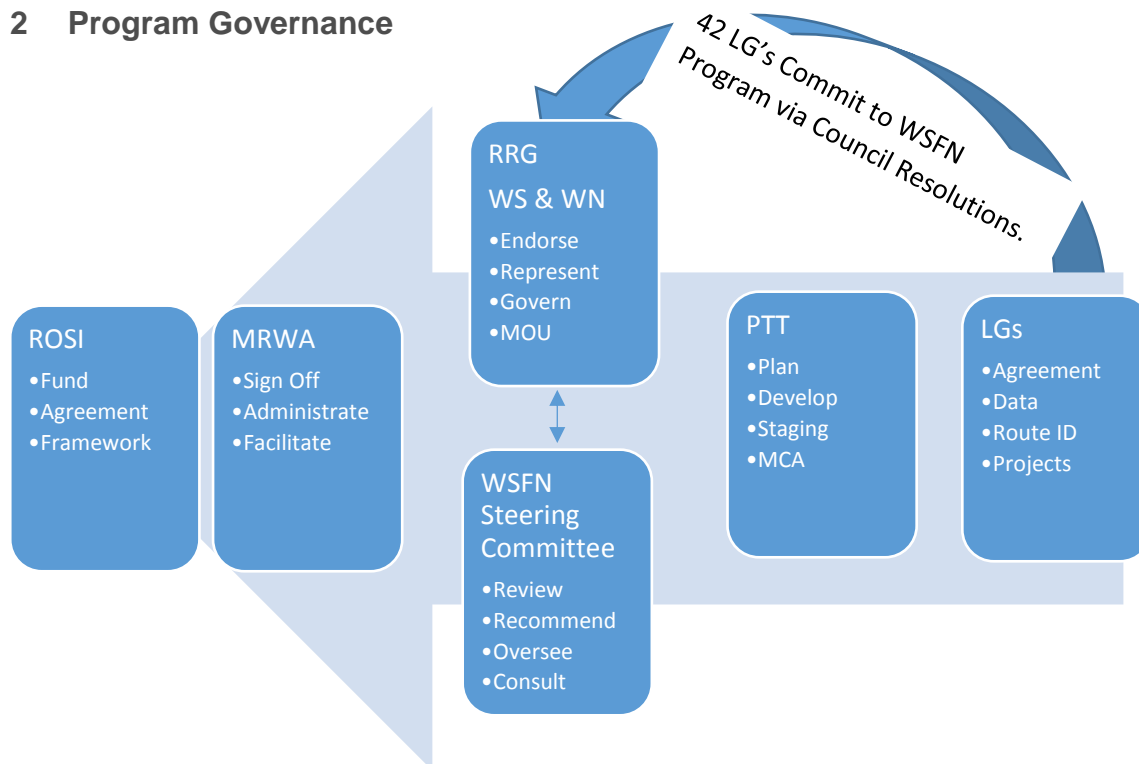 2 Program Governance
42 LG's Commit to WSFN
Program via Council Resolutions.
RRG
WS & WN
•Endorse
•Represent
•Govern
•MOU
ROSI
•Fund
•Agreement
•Framework
MRWA
•Sign Off
•Administrate
•Facilitate
WSFN
Steering
Committee
•Review
•Recommend
•Oversee
•Consult
PTT
•Plan
•Develop
•Staging
•MCA
LGs
•Agreement
•Data
•Route ID
•Projects